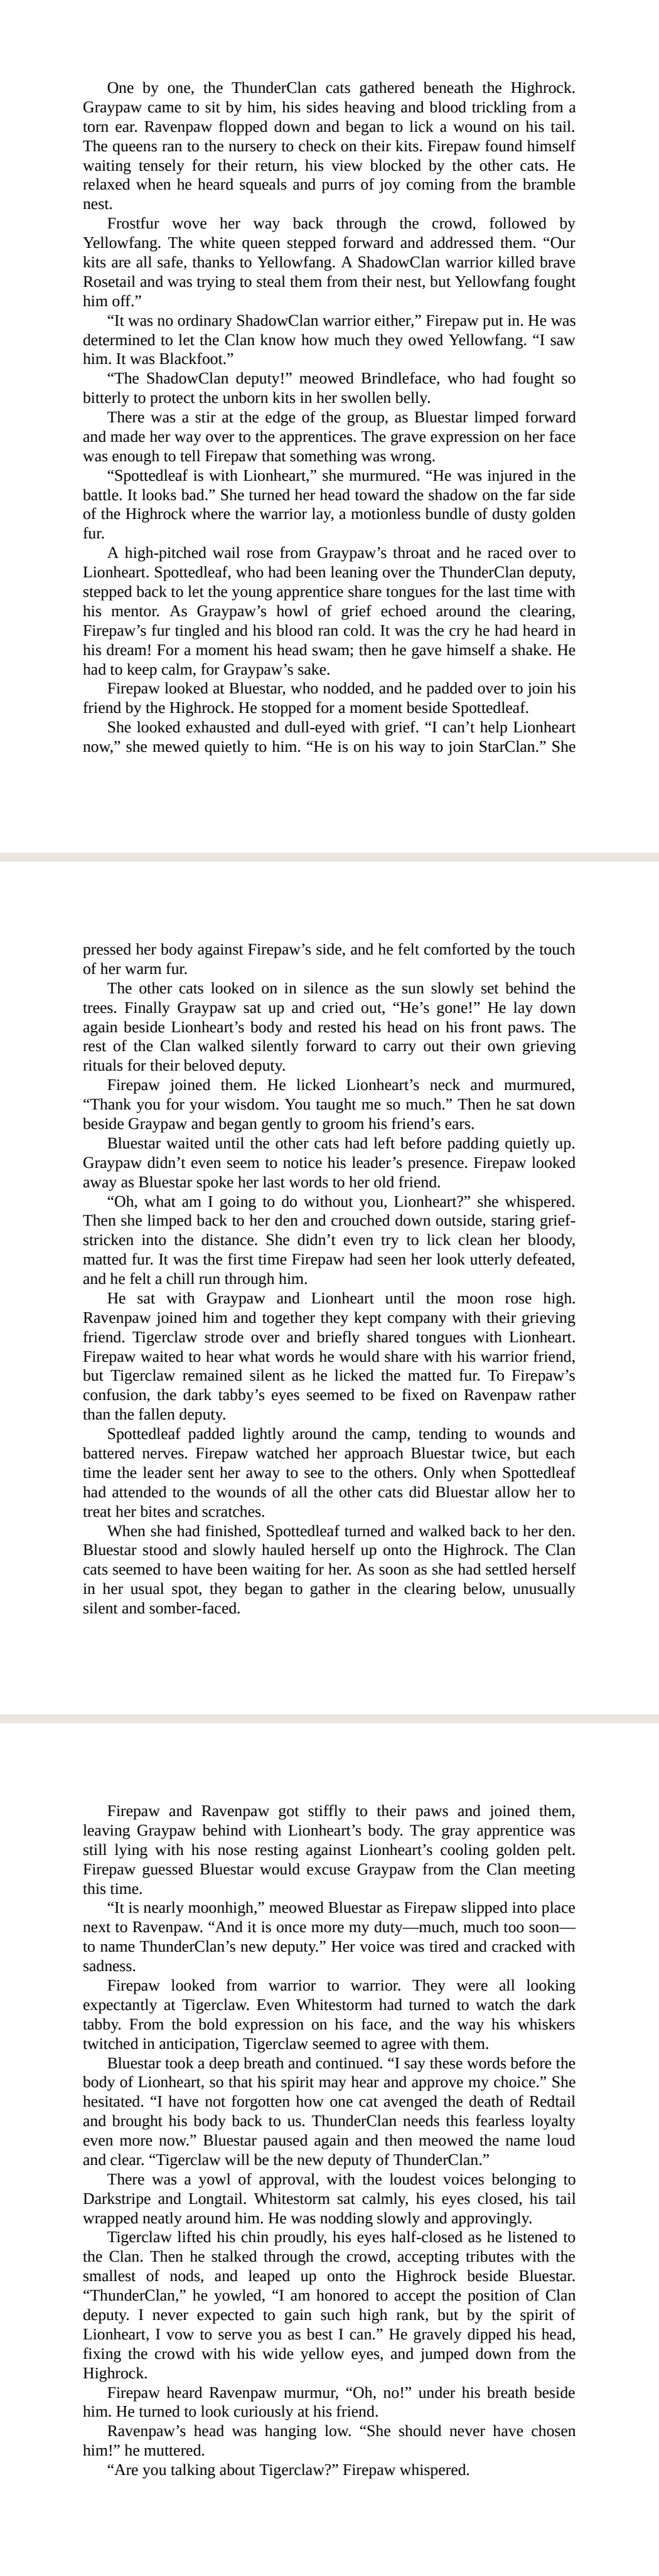 One by one, the ThunderClan cats gathered beneath the Highrock.
Graypaw came to sit by him, his sides heaving and blood trickling from a
torn ear. Ravenpaw flopped down and began to lick a wound on his tail.
The queens ran to the nursery to check on their kits. Firepaw found himself
waiting tensely for their return, his view blocked by the other cats. He
relaxed when he heard squeals and purrs of joy coming from the bramble
nest.
Frostfur wove her way back through the crowd, followed by
Yellowfang. The white queen stepped forward and addressed them. “Our
kits are all safe, thanks to Yellowfang. A ShadowClan warrior killed brave
Rosetail and was trying to steal them from their nest, but Yellowfang fought
him off.”
“It was no ordinary ShadowClan warrior either,” Firepaw put in. He was
determined to let the Clan know how much they owed Yellowfang. “I saw
him. It was Blackfoot.”
“The ShadowClan deputy!” meowed Brindleface, who had fought so
bitterly to protect the unborn kits in her swollen belly.
There was a stir at the edge of the group, as Bluestar limped forward
and made her way over to the apprentices. The grave expression on her face
was enough to tell Firepaw that something was wrong.
“Spottedleaf is with Lionheart,” she murmured. “He was injured in the
battle. It looks bad.” She turned her head toward the shadow on the far side
of the Highrock where the warrior lay, a motionless bundle of dusty golden
fur.
A high-pitched wail rose from Graypaw’s throat and he raced over to
Lionheart. Spottedleaf, who had been leaning over the ThunderClan deputy,
stepped back to let the young apprentice share tongues for the last time with
his mentor. As Graypaw’s howl of grief echoed around the clearing,
Firepaw’s fur tingled and his blood ran cold. It was the cry he had heard in
his dream! For a moment his head swam; then he gave himself a shake. He
had to keep calm, for Graypaw’s sake.
Firepaw looked at Bluestar, who nodded, and he padded over to join his
friend by the Highrock. He stopped for a moment beside Spottedleaf.
She looked exhausted and dull-eyed with grief. “I can’t help Lionheart
now,” she mewed quietly to him. “He is on his way to join StarClan.” She
pressed her body against Firepaw’s side, and he felt comforted by the touch
of her warm fur.
The other cats looked on in silence as the sun slowly set behind the
trees. Finally Graypaw sat up and cried out, “He’s gone!” He lay down
again beside Lionheart’s body and rested his head on his front paws. The
rest of the Clan walked silently forward to carry out their own grieving
rituals for their beloved deputy.
Firepaw joined them. He licked Lionheart’s neck and murmured,
“Thank you for your wisdom. You taught me so much.” Then he sat down
beside Graypaw and began gently to groom his friend’s ears.
Bluestar waited until the other cats had left before padding quietly up.
Graypaw didn’t even seem to notice his leader’s presence. Firepaw looked
away as Bluestar spoke her last words to her old friend.
“Oh, what am I going to do without you, Lionheart?” she whispered.
Then she limped back to her den and crouched down outside, staring grief-
stricken into the distance. She didn’t even try to lick clean her bloody,
matted fur. It was the first time Firepaw had seen her look utterly defeated,
and he felt a chill run through him.
He sat with Graypaw and Lionheart until the moon rose high.
Ravenpaw joined him and together they kept company with their grieving
friend. Tigerclaw strode over and briefly shared tongues with Lionheart.
Firepaw waited to hear what words he would share with his warrior friend,
but Tigerclaw remained silent as he licked the matted fur. To Firepaw’s
confusion, the dark tabby’s eyes seemed to be fixed on Ravenpaw rather
than the fallen deputy.
Spottedleaf padded lightly around the camp, tending to wounds and
battered nerves. Firepaw watched her approach Bluestar twice, but each
time the leader sent her away to see to the others. Only when Spottedleaf
had attended to the wounds of all the other cats did Bluestar allow her to
treat her bites and scratches.
When she had finished, Spottedleaf turned and walked back to her den.
Bluestar stood and slowly hauled herself up onto the Highrock. The Clan
cats seemed to have been waiting for her. As soon as she had settled herself
in her usual spot, they began to gather in the clearing below, unusually
silent and somber-faced.
Firepaw and Ravenpaw got stiffly to their paws and joined them,
leaving Graypaw behind with Lionheart’s body. The gray apprentice was
still lying with his nose resting against Lionheart’s cooling golden pelt.
Firepaw guessed Bluestar would excuse Graypaw from the Clan meeting
this time.
“It is nearly moonhigh,” meowed Bluestar as Firepaw slipped into place
next to Ravenpaw. “And it is once more my duty—much, much too soon—
to name ThunderClan’s new deputy.” Her voice was tired and cracked with
sadness.
Firepaw looked from warrior to warrior. They were all looking
expectantly at Tigerclaw. Even Whitestorm had turned to watch the dark
tabby. From the bold expression on his face, and the way his whiskers
twitched in anticipation, Tigerclaw seemed to agree with them.
Bluestar took a deep breath and continued. “I say these words before the
body of Lionheart, so that his spirit may hear and approve my choice.” She
hesitated. “I have not forgotten how one cat avenged the death of Redtail
and brought his body back to us. ThunderClan needs this fearless loyalty
even more now.” Bluestar paused again and then meowed the name loud
and clear. “Tigerclaw will be the new deputy of ThunderClan.”
There was a yowl of approval, with the loudest voices belonging to
Darkstripe and Longtail. Whitestorm sat calmly, his eyes closed, his tail
wrapped neatly around him. He was nodding slowly and approvingly.
Tigerclaw lifted his chin proudly, his eyes half-closed as he listened to
the Clan. Then he stalked through the crowd, accepting tributes with the
smallest of nods, and leaped up onto the Highrock beside Bluestar.
“ThunderClan,” he yowled, “I am honored to accept the position of Clan
deputy. I never expected to gain such high rank, but by the spirit of
Lionheart, I vow to serve you as best I can.” He gravely dipped his head,
fixing the crowd with his wide yellow eyes, and jumped down from the
Highrock.
Firepaw heard Ravenpaw murmur, “Oh, no!” under his breath beside
him. He turned to look curiously at his friend.
Ravenpaw’s head was hanging low. “She should never have chosen
him!” he muttered.
“Are you talking about Tigerclaw?” Firepaw whispered.